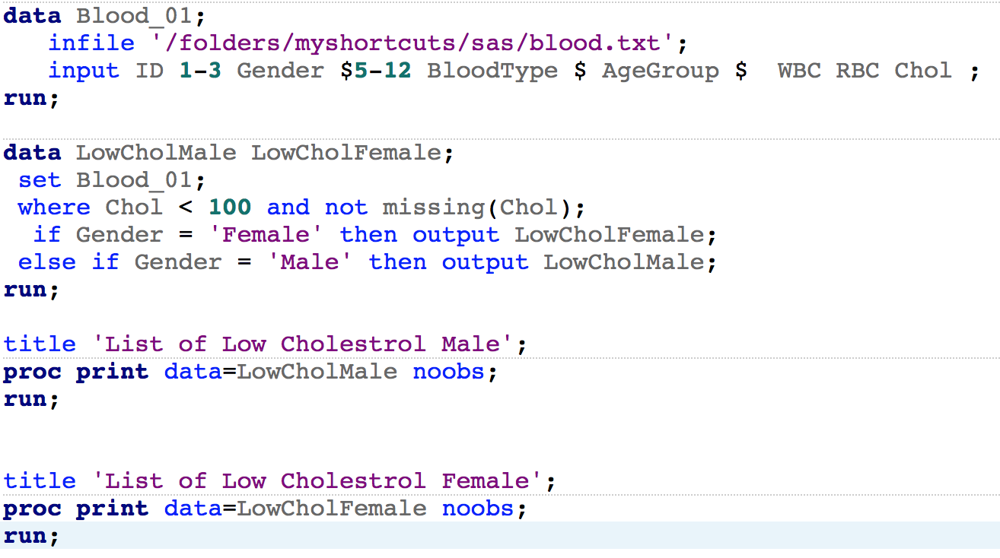 data Blood_01;
   infile '/folders/myshortcuts/sas/blood.txt';
   input ID 1-3 Gender $5-12 BloodType $ AgeGroup $  WBC RBC Chol ;
run;
data LowCholMale LowCholFemale;
 set Blood_01;
 where Chol < 100 and not missing(Chol);
  if Gender = 'Female' then output LowCholFemale;
 else if Gender = 'Male' then output LowCholMale;
run;
title 'List of Low Cholestrol Male';
proc print data=LowCholMale noobs;
run;
title 'List of Low Cholestrol Female';
proc print data=LowCholFemale noobs;
run;